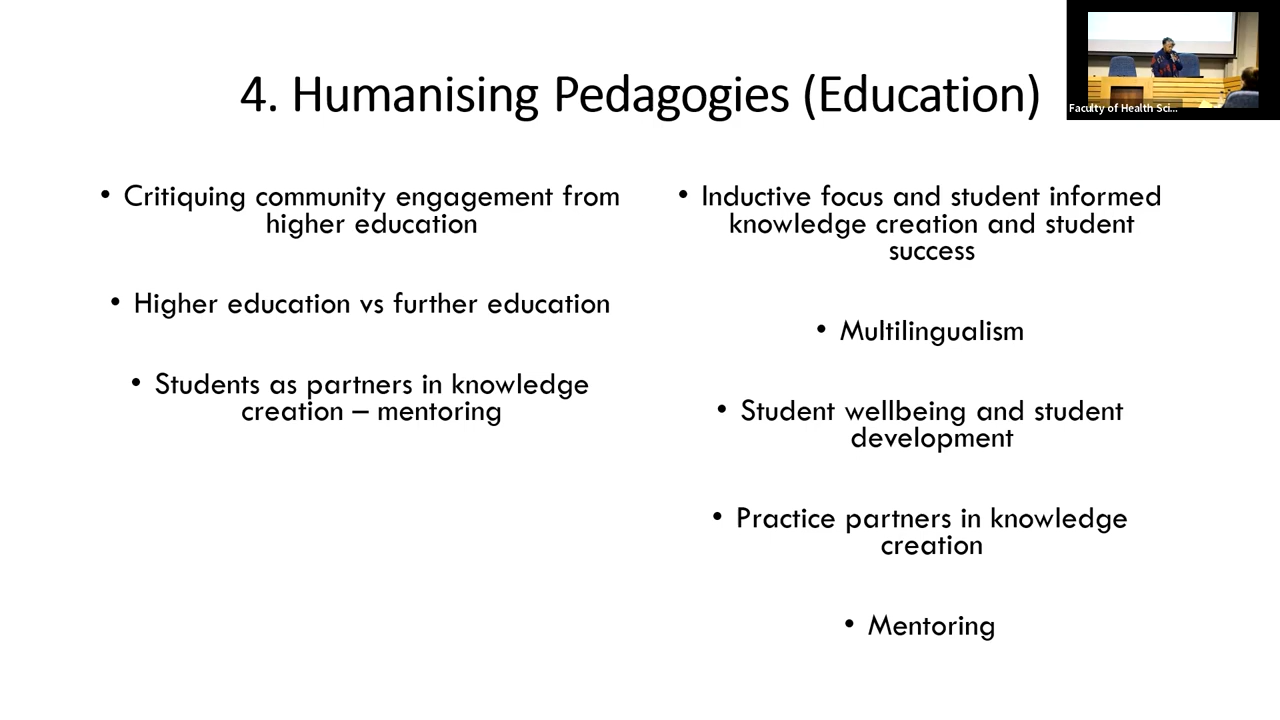 4. Humanising Pedagogies (Education)
Faculty of Health Sci...
• Critiquing community engagement from
higher education
• Higher education vs further education
• Students as partners in knowledge
creation – mentoring
• Inductive focus and student informed
knowledge creation and student
success
• Multilingualism
• Student wellbeing and student
development
• Practice partners in knowledge
creation
• Mentoring